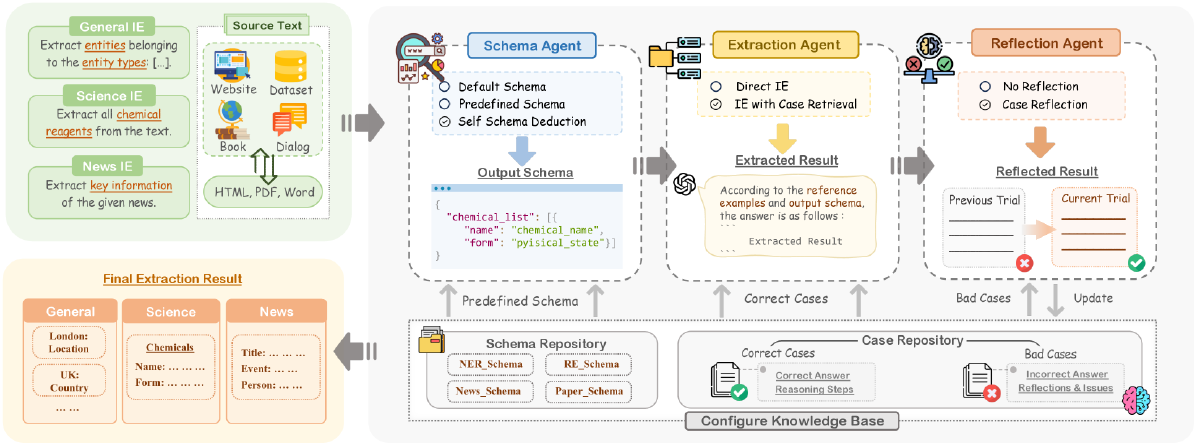 General IE
Extract entities belonging
to the entity types: [...].
Science IE
Extract all chemical
reagents from the text.
News IE
Extract key information
of the given news.
Source Text
Website
Dataset
Book
Dialog
HTML, PDF, Word
Schema Agent
Default Schema
Predefined Schema
Self Schema Deduction
Output Schema
{
"chemical_list": [{
"name": "chemical_name",
"form": "pyisical_state"}]
}
Extraction Agent
Direct IE
IE with Case Retrieval
Extracted Result
According to the reference
examples and output schema,
the answer is as follows :
```
Extracted Result
```
Reflection Agent
No Reflection
Case Reflection
Reflected Result
Previous Trial
Current Trial
Predefined Schema
Correct Cases
Bad Cases
Update
Final Extraction Result
General
London:
Location
UK:
Country
... ...
Science
Chemicals
Name: ... ... ...
Form: ... ... ...
News
Title: ... ... ...
Event: ... ... ...
Person: ... ... ...
Schema Repository
NER_Schema
RE_Schema
News_Schema
Paper_Schema
Case Repository
Correct Cases
Correct Answer
Reasoning Steps
Bad Cases
Incorrect Answer
Reflections & Issues
Configure Knowledge Base